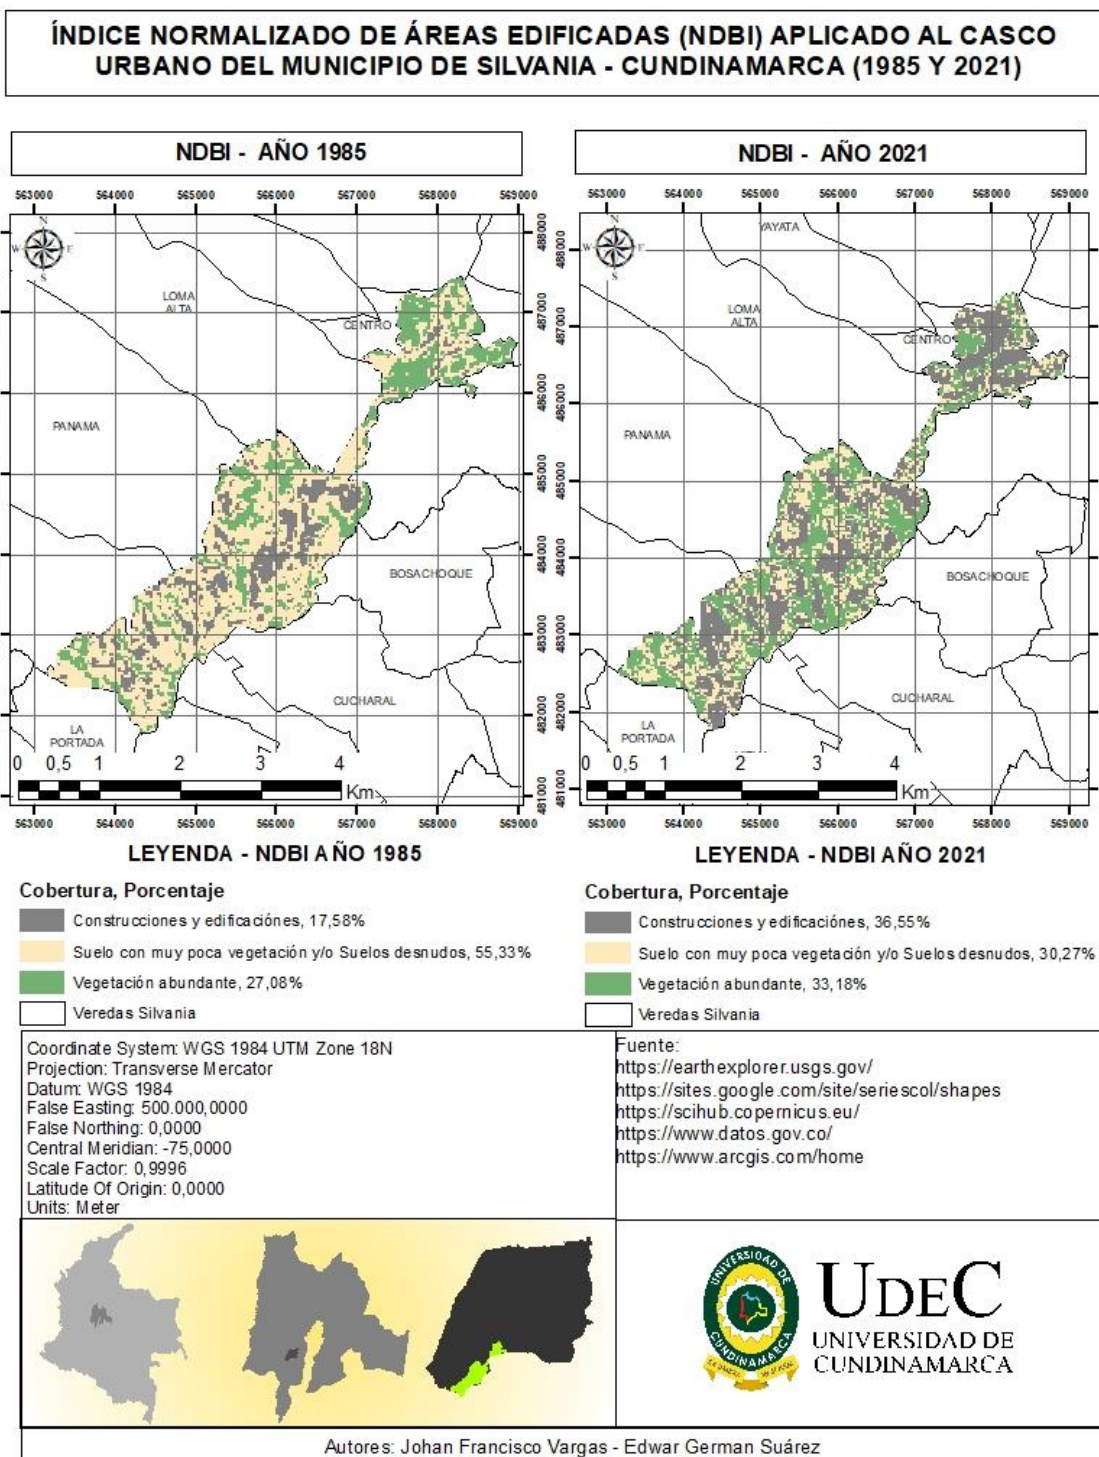 ÍNDICE NORMALIZADO DE ÁREAS EDIFICADAS (NDBI) APLICADO AL CASCO
URBANO DEL MUNICIPIO DE SILVANIA - CUNDINAMARCA (1985 Y 2021)
NDBI - AÑO 1985
563000 564000 565000 566000 567000 568000 569000
N
W E
S
488000
487000
486000
485000
484000
483000
482000
481000
LOMA
ALTA
CENTRO
PANAMA
BOSACHOQUE
CUCHARAL
LA
PORTADA
0 0,5 1 2 3 4
Km
563000 564000 565000 566000 567000 568000 569000
NDBI - AÑO 2021
563000 564000 565000 566000 567000 568000 569000
N
W E
S
488000
487000
486000
485000
484000
483000
482000
481000
YAYATA
LOMA
ALTA
CENTRO
PANAMA
BOSACHOQUE
CUCHARAL
LA
PORTADA
0 0,5 1 2 3 4
Km
563000 564000 565000 566000 567000 568000 569000
LEYENDA - NDBI AÑO 1985
Cobertura, Porcentaje
Construcciones y edificaciónes, 17,58%
Suelo con muy poca vegetación y/o Suelos desnudos, 55,33%
Vegetación abundante, 27,08%
Veredas Silvania
LEYENDA - NDBI AÑO 2021
Cobertura, Porcentaje
Construcciones y edificaciónes, 36,55%
Suelo con muy poca vegetación y/o Suelos desnudos, 30,27%
Vegetación abundante, 33,18%
Veredas Silvania
Coordinate System: WGS 1984 UTM Zone 18N
Projection: Transverse Mercator
Datum: WGS 1984
False Easting: 500.000,0000
False Northing: 0,0000
Central Meridian: -75,0000
Scale Factor: 0,9996
Latitude Of Origin: 0,0000
Units: Meter
Fuente:
https://earthexplorer.usgs.gov/
https://sites.google.com/site/seriescol/shapes
https://scihub.copernicus.eu/
https://www.datos.gov.co/
https://www.arcgis.com/home
UNIVERSIDAD DE
CUNDINAMARCA
UDEC
UNIVERSIDAD DE
CUNDINAMARCA
Autores: Johan Francisco Vargas - Edwar German Suárez